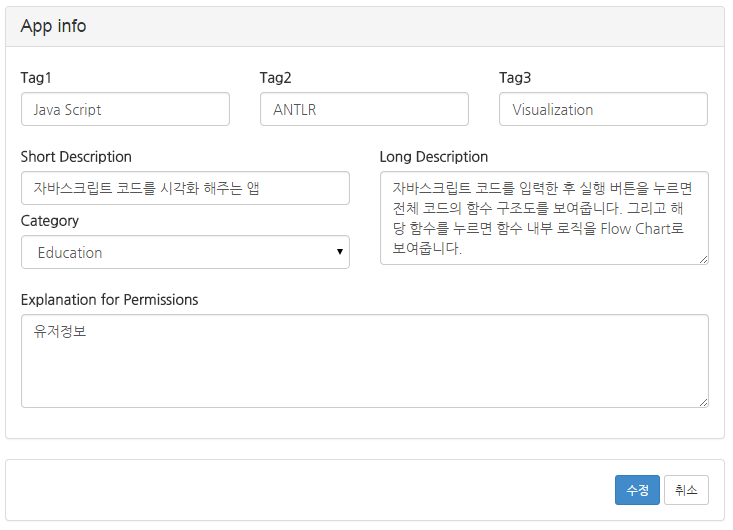 App info
Tag1
Tag2
Tag3
Java Script
ANTLR
Visualization
Short Description
자바스크립트 코드를 시각화 해주는 앱
Category
Education
Long Description
자바스크립트 코드를 입력한 후 실행 버튼을 누르면
전체 코드의 함수 구조도를 보여줍니다. 그리고 해
당 함수를 누르면 함수 내부 로직을 Flow Chart로
보여줍니다.
Explanation for Permissions
유저정보
수정
취소